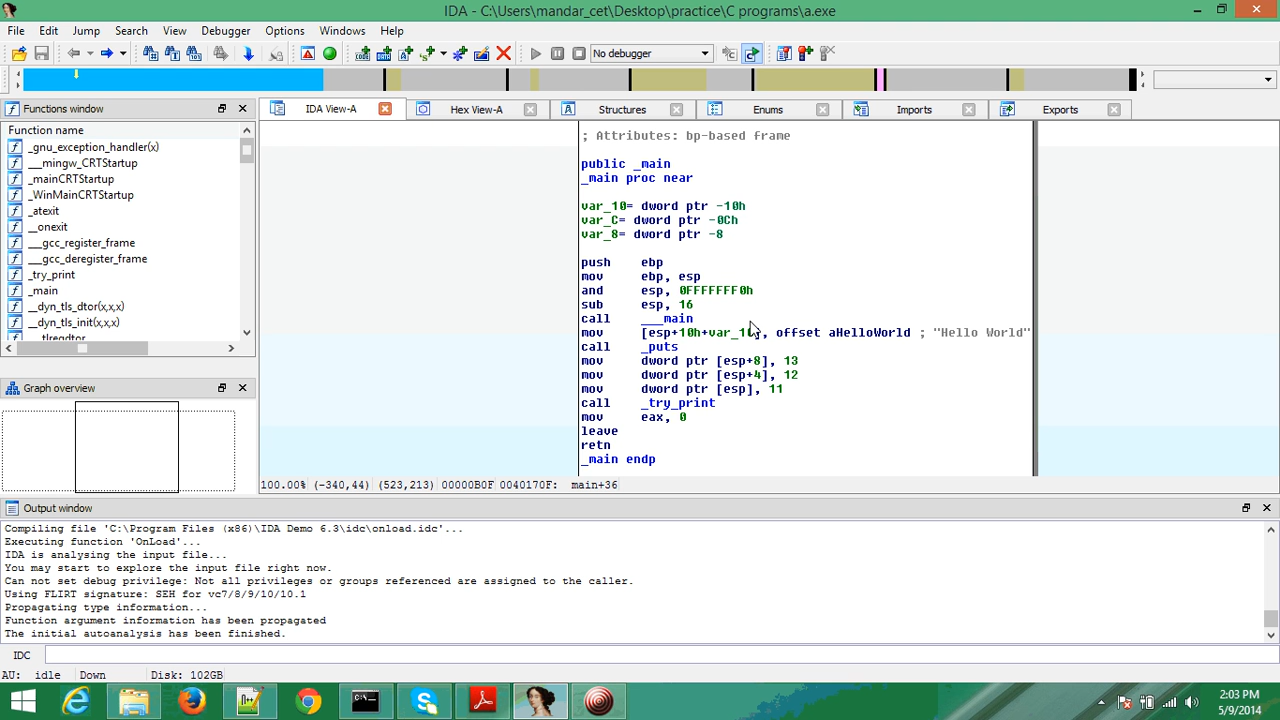 IDA - C:\Users\mandar_cet\Desktop\practice\C programs\a.exe
File Edit Jump Search View Debugger Options Windows Help
No debugger
Functions window
IDA View-A
Hex View-A
Structures
Enums
Imports
Exports
Function name
_gnu_exception_handler(x)
___mingw_CRTStartup
_mainCRTStartup
_WinMainCRTStartup
_atexit
__onexit
___gcc_register_frame
___gcc_deregister_frame
_try_print
_main
__dyn_tls_dtor(x,x,x)
__dyn_tls_init(x,x,x)
Graph overview
; Attributes: bp-based frame
public _main
_main proc near
var_10= dword ptr -10h
var_C= dword ptr -0Ch
var_8= dword ptr -8
push ebp
mov ebp, esp
and esp, 0FFFFFFF0h
sub esp, 16
call ___main
mov [esp+10h+var_10], offset aHelloWorld ; "Hello World"
call _puts
mov dword ptr [esp+8], 13
mov dword ptr [esp+4], 12
mov dword ptr [esp], 11
call _try_print
mov eax, 0
leave
retn
_main endp
100.00% (-340,44) (523,213) 00000B0F 0040170F: main+36
Output window
Compiling file 'C:\Program Files (x86)\IDA Demo 6.3\idc\onload.idc'...
Executing function 'OnLoad'...
IDA is analysing the input file...
You may start to explore the input file right now.
Can not set debug privilege: Not all privileges or groups referenced are assigned to the caller.
Using FLIRT signature: SEH for vc7/8/9/10/10.1
Propagating type information...
Function argument information has been propagated
The initial autoanalysis has been finished.
IDC
AU: idle Down Disk: 102GB
2:03 PM
5/9/2014